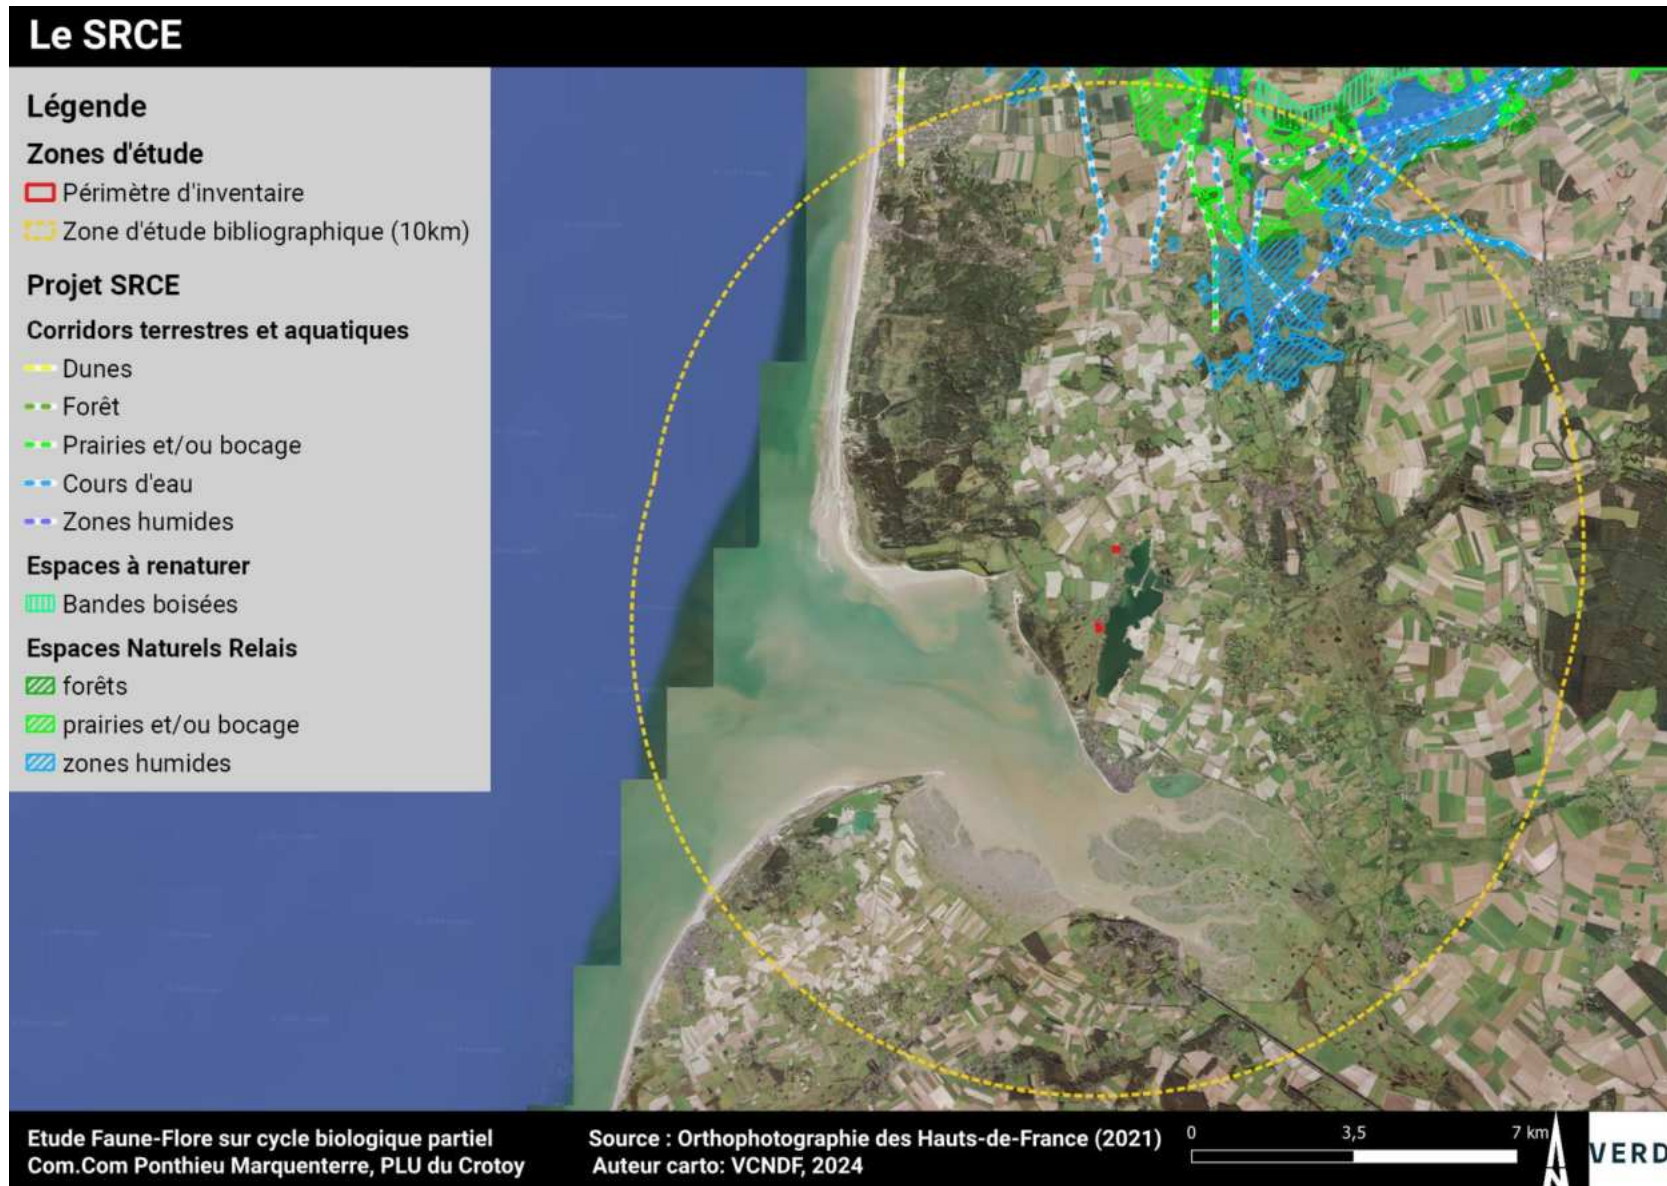 Le SRCE
Légende
Zones d'étude
Périmètre d'inventaire
Zone d'étude bibliographique (10km)
Projet SRCE
Corridors terrestres et aquatiques
Dunes
Forêt
Prairies et/ou bocage
Cours d'eau
Zones humides
Espaces à renaturer
Bandes boisées
Espaces Naturels Relais
forêts
prairies et/ou bocage
zones humides
Etude Faune-Flore sur cycle biologique partiel
Com.Com Ponthieu Marquenterre, PLU du Crotoy
Source : Orthophotographie des Hauts-de-France (2021)
Auteur carto: VCNDF, 2024
0 3,5 7 km
N
VERD